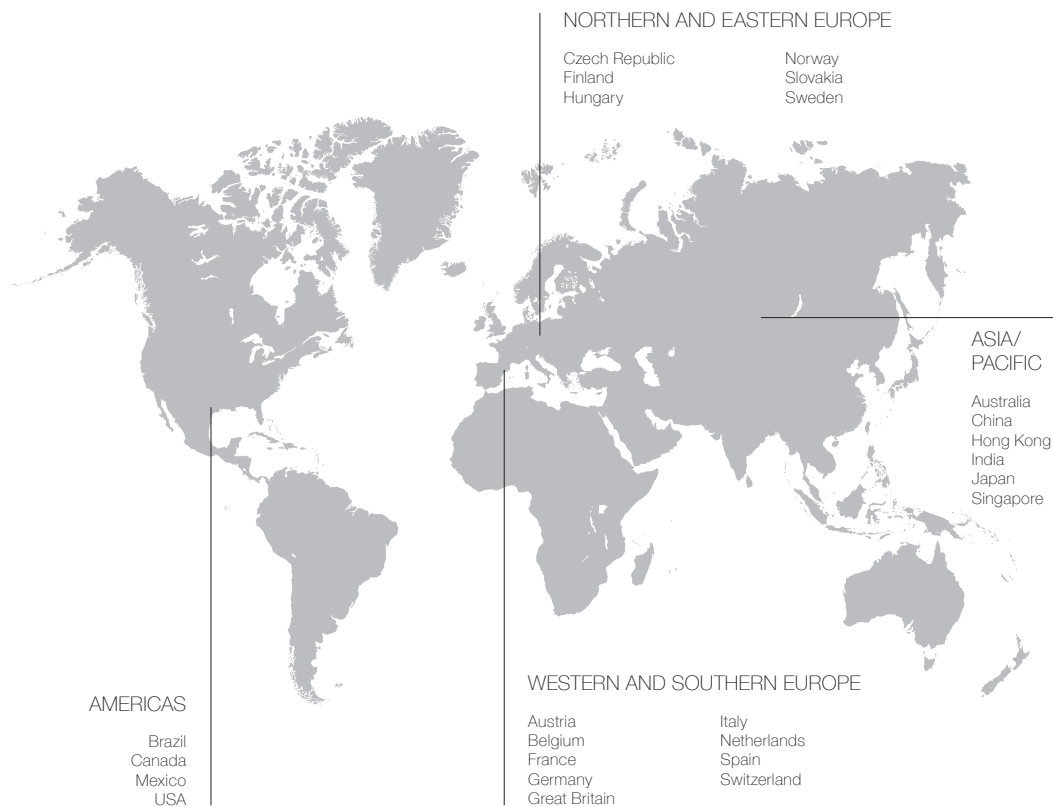 NORTHERN AND EASTERN EUROPE
Czech Republic
Finland
Hungary
Norway
Slovakia
Sweden
ASIA/
PACIFIC
Australia
China
Hong Kong
India
Japan
Singapore
WESTERN AND SOUTHERN EUROPE
Austria
Belgium
France
Germany
Great Britain
Italy
Netherlands
Spain
Switzerland
AMERICAS
Brazil
Canada
Mexico
USA